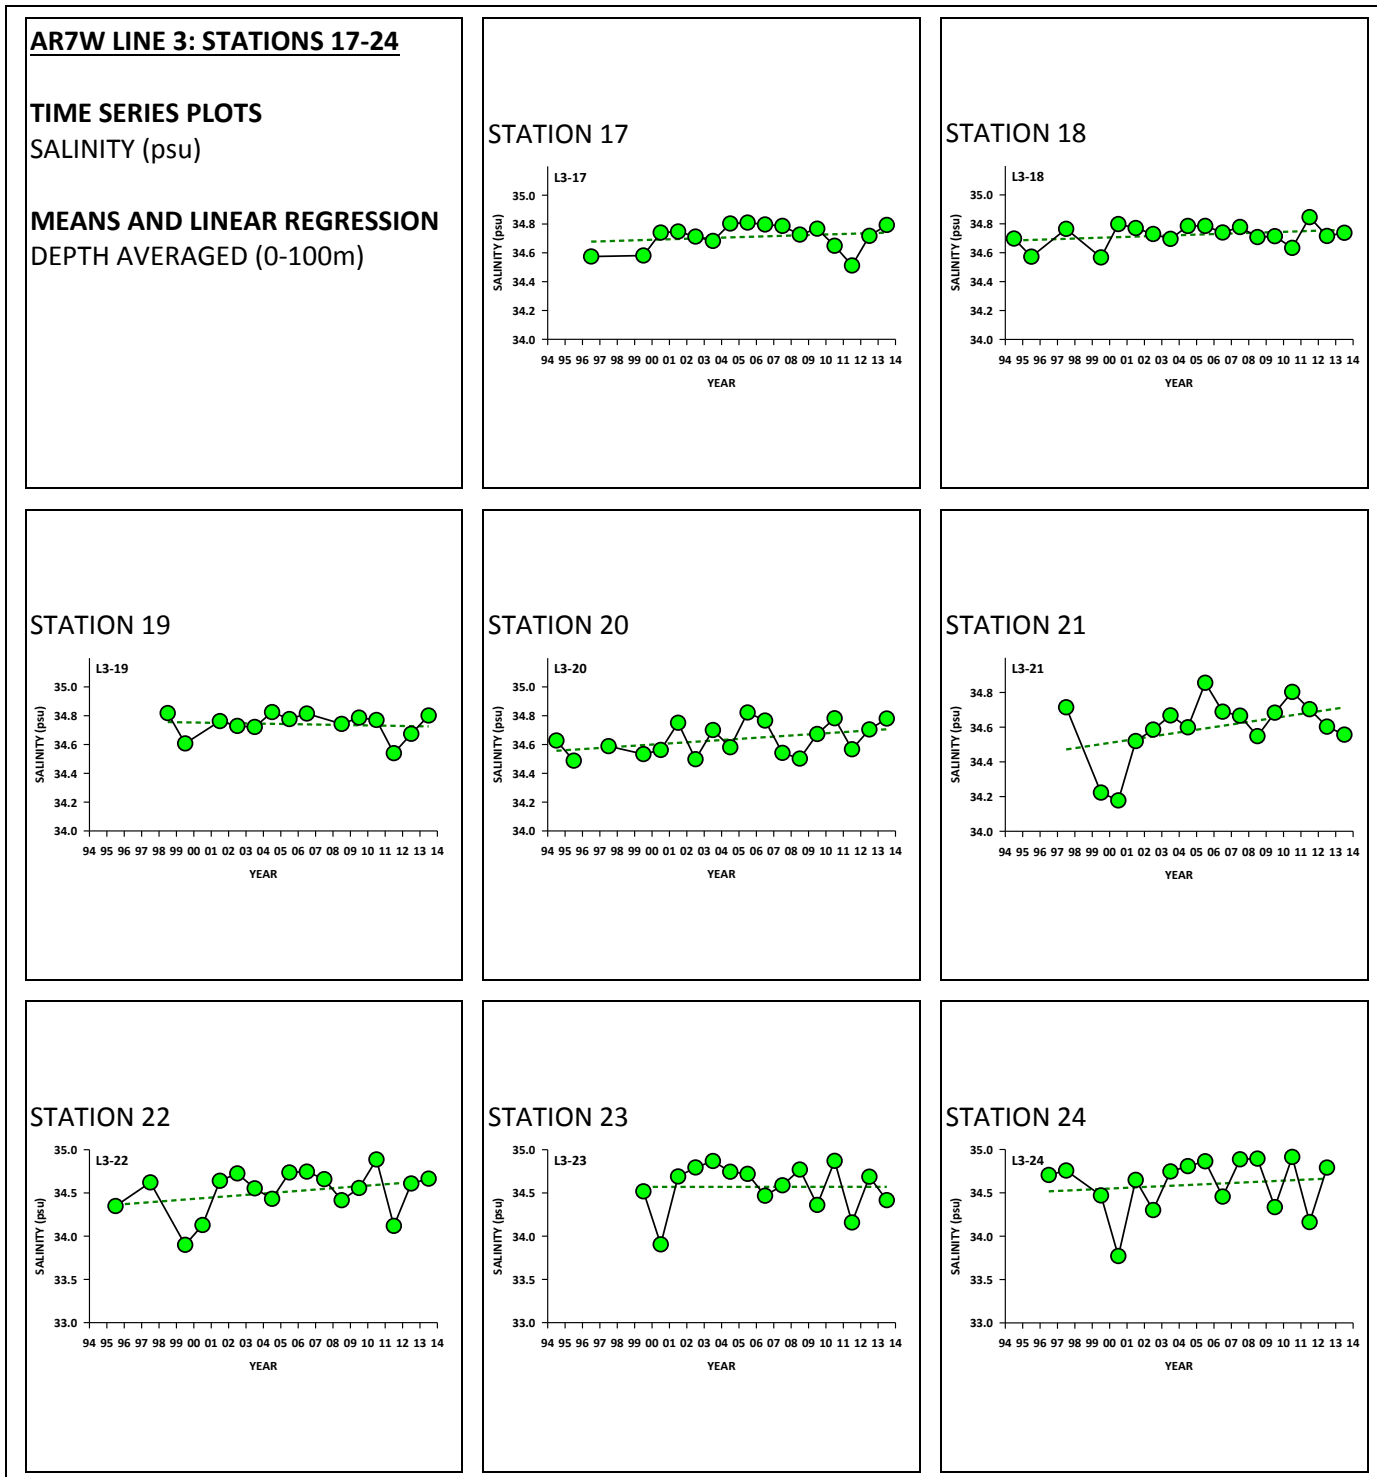 AR7W LINE 3: STATIONS 17-24
TIME SERIES PLOTS
SALINITY (psu)
MEANS AND LINEAR REGRESSION
DEPTH AVERAGED (0-100m)
STATION 17
L3-17
SALINITY (psu)
35.0
34.8
34.6
34.4
34.2
34.0
94 95 96 97 98 99 00 01 02 03 04 05 06 07 08 09 10 11 12 13 14
YEAR
STATION 18
L3-18
SALINITY (psu)
35.0
34.8
34.6
34.4
34.2
34.0
94 95 96 97 98 99 00 01 02 03 04 05 06 07 08 09 10 11 12 13 14
YEAR
STATION 19
L3-19
SALINITY (psu)
35.0
34.8
34.6
34.4
34.2
34.0
94 95 96 97 98 99 00 01 02 03 04 05 06 07 08 09 10 11 12 13 14
YEAR
STATION 20
L3-20
SALINITY (psu)
35.0
34.8
34.6
34.4
34.2
34.0
94 95 96 97 98 99 00 01 02 03 04 05 06 07 08 09 10 11 12 13 14
YEAR
STATION 21
L3-21
SALINITY (psu)
34.8
34.6
34.4
34.2
34.0
94 95 96 97 98 99 00 01 02 03 04 05 06 07 08 09 10 11 12 13 14
YEAR
STATION 22
L3-22
SALINITY (psu)
35.0
34.5
34.0
33.5
33.0
94 95 96 97 98 99 00 01 02 03 04 05 06 07 08 09 10 11 12 13 14
YEAR
STATION 23
L3-23
SALINITY (psu)
35.0
34.5
34.0
33.5
33.0
94 95 96 97 98 99 00 01 02 03 04 05 06 07 08 09 10 11 12 13 14
YEAR
STATION 24
L3-24
SALINITY (psu)
35.0
34.5
34.0
33.5
33.0
94 95 96 97 98 99 00 01 02 03 04 05 06 07 08 09 10 11 12 13 14
YEAR